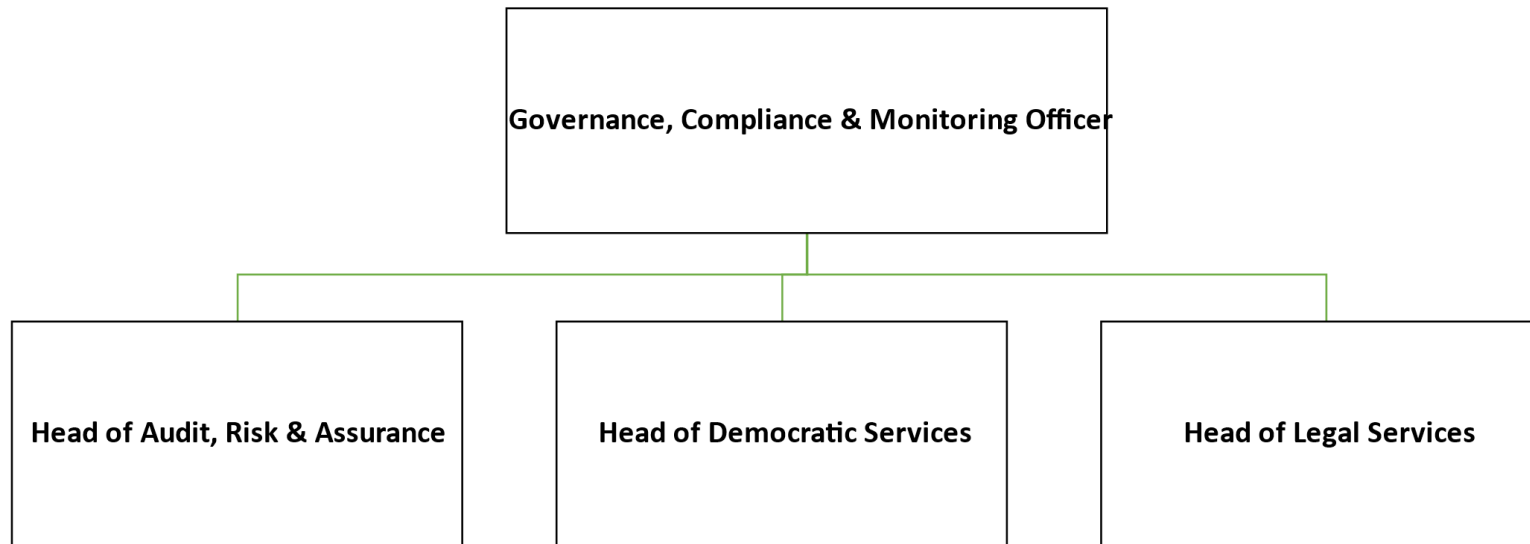 Governance, Compliance & Monitoring Officer
Head of Audit, Risk & Assurance
Head of Democratic Services
Head of Legal Services